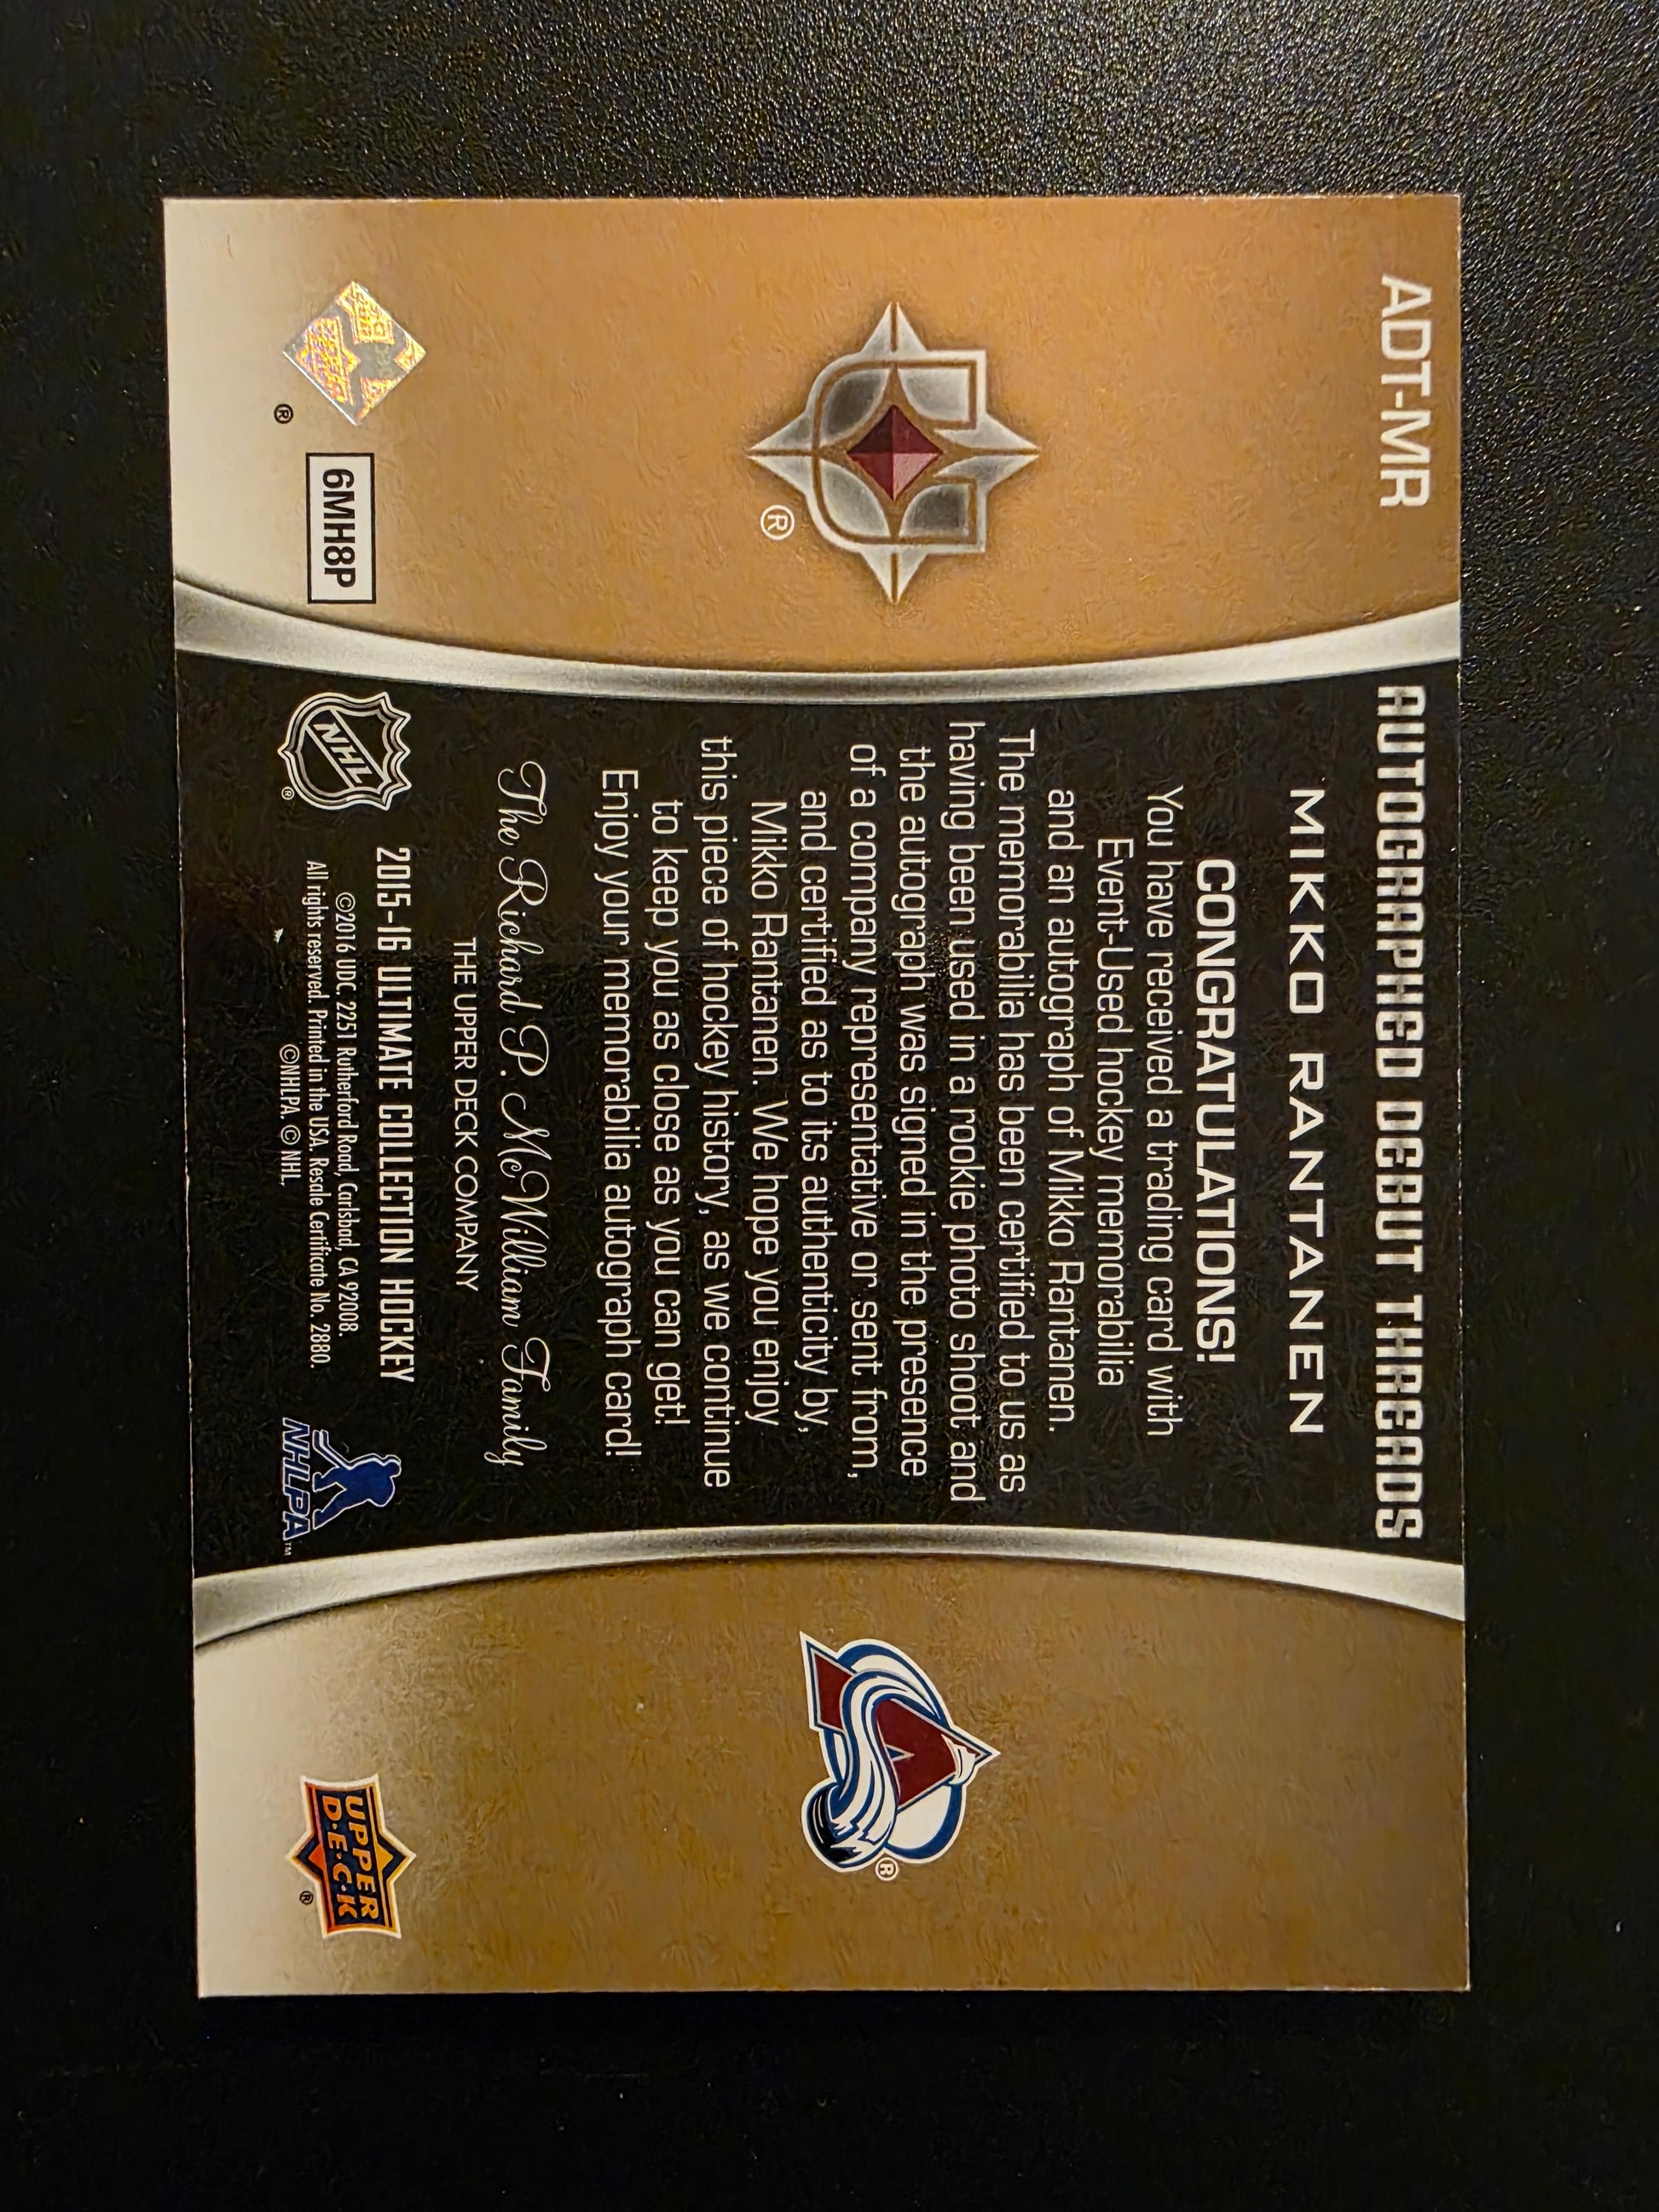 ADT-MR
AUTOGRAPHED DEBUT THREADS
MIKKO RANTANEN
CONGRATULATIONS!
You have received a trading card with
Event-Used hockey memorabilia
and an autograph of Mikko Rantanen.
The memorabilia has been certified to us as
having been used in a rookie photo shoot and
the autograph was signed in the presence
of a company representative or sent from,
and certified as to its authenticity by,
Mikko Rantanen. We hope you enjoy
this piece of hockey history, as we continue
to keep you as close as you can get!
Enjoy your memorabilia autograph card!
The Richard P. McWilliam Family
THE UPPER DECK COMPANY
2015-16 ULTIMATE COLLECTION HOCKEY
©2016 UDC. 2251 Rutherford Road, Carlsbad, CA 92008.
All rights reserved. Printed in the USA. Resale Certificate No. 2880.
©NHLPA. © NHL.
®
®
6MH8P
NHL
®
NHLPA™
®
UPPER
D·E·C·K
®